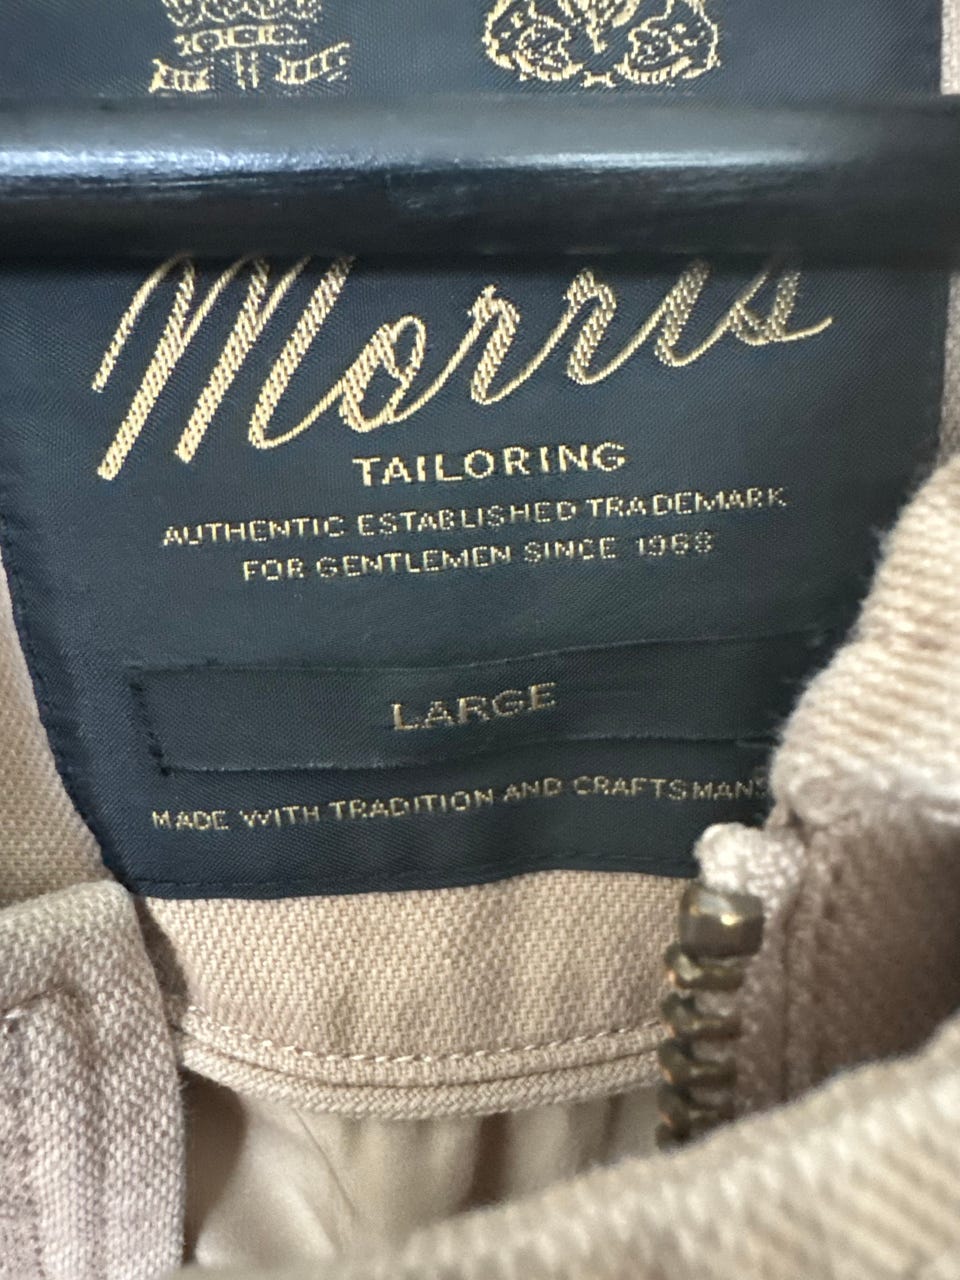 Morris
TAILORING
AUTHENTIC ESTABLISHED TRADEMARK
FOR GENTLEMEN SINCE 1968
LARGE
MADE WITH TRADITION AND CRAFTSMANS